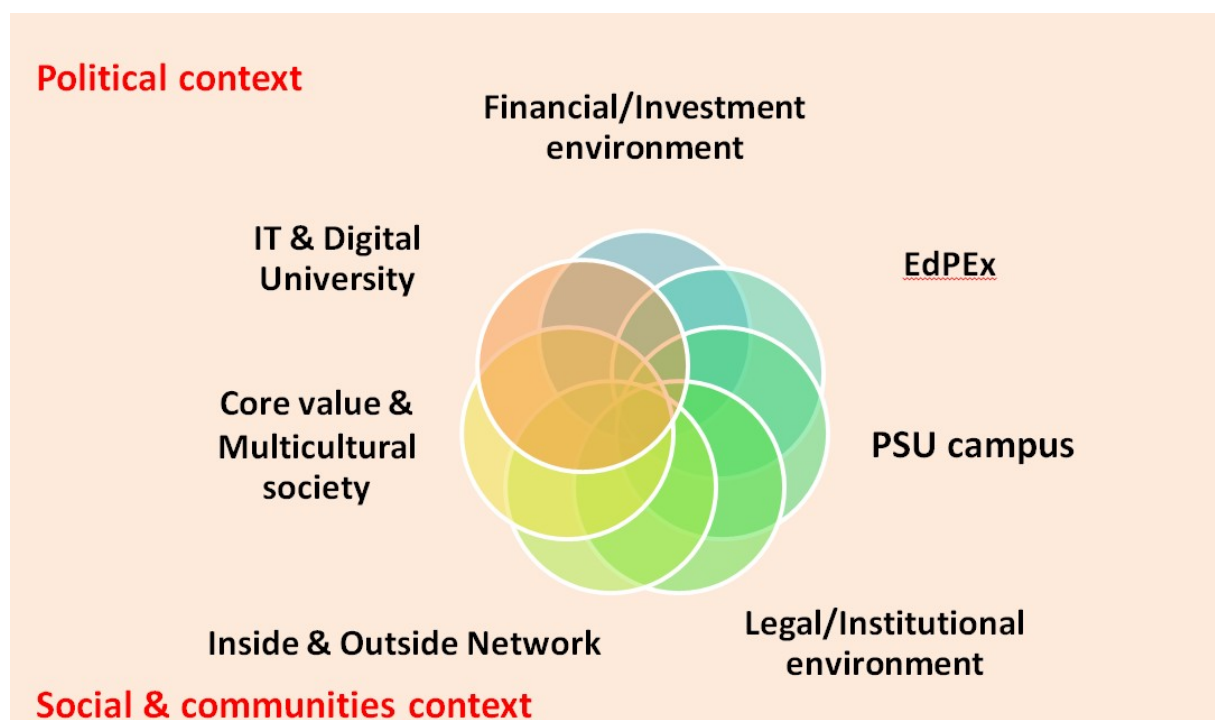 Political context
Financial/Investment
environment
IT & Digital
University
EdPEx
Core value &
Multicultural
society
PSU campus
Legal/Institutional
environment
Inside & Outside Network
Social & communities context